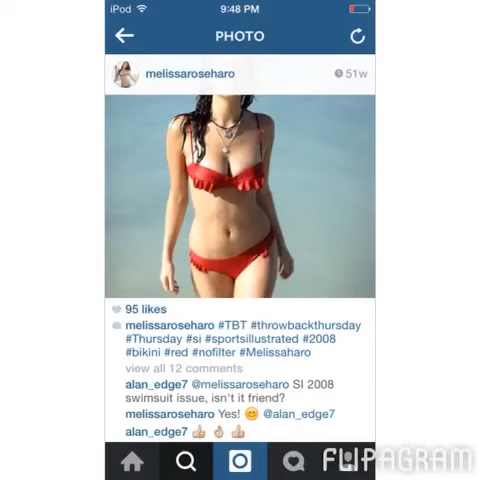 iPod 9:48 PM
PHOTO
melissaroseharo 51w
95 likes
melissaroseharo #TBT #throwbackthursday
#Thursday #si #sportsillustrated #2008
#bikini #red #nofilter #Melissaharo
view all 12 comments
alan_edge7 @melissaroseharo SI 2008
swimsuit issue, isn't it friend?
melissaroseharo Yes! 😊 @alan_edge7
alan_edge7 👍🏼👌🏼👍🏼
FLIPAGRAM